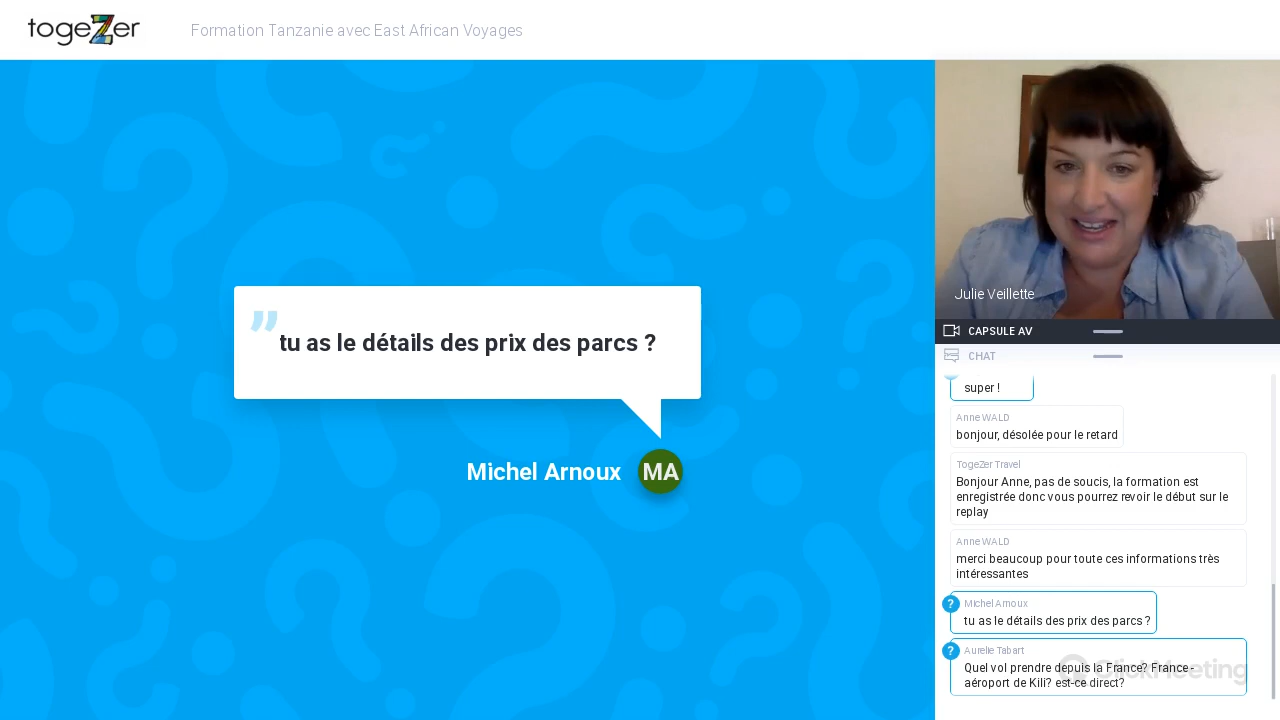 togeZer
Formation Tanzanie avec East African Voyages
”
tu as le détails des prix des parcs ?
Michel Arnoux
MA
Julie Veillette
CAPSULE AV
CHAT
super !
Anne WALD
bonjour, désolée pour le retard
TogeZer Travel
Bonjour Anne, pas de soucis, la formation est
enregistrée donc vous pourrez revoir le début sur le
replay
Anne WALD
merci beaucoup pour toute ces informations très
intéressantes
?
Michel Arnoux
tu as le détails des prix des parcs ?
?
Aurelie Tabart
Quel vol prendre depuis la France? France -
aéroport de Kili? est-ce direct?
ClickMeeting